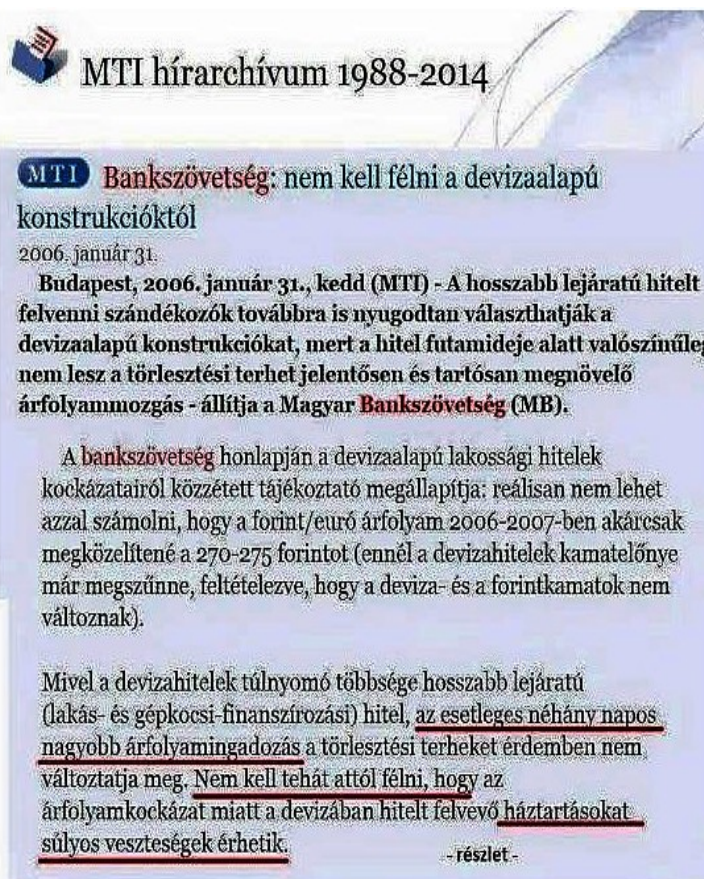 MTI hírarchívum 1988-2014
MTI Bankszövetség: nem kell félni a devizaalapú
konstrukcióktól
2006. január 31.
Budapest, 2006. január 31., kedd (MTI) - A hosszabb lejáratú hitelt
felvenni szándékozók továbbra is nyugodtan választhatják a
devizaalapú konstrukciókat, mert a hitel futamideje alatt valószínűleg
nem lesz a törlesztési terhet jelentősen és tartósan megnövelő
árfolyammozgás - állítja a Magyar Bankszövetség (MB).
A bankszövetség honlapján a devizaalapú lakossági hitelek
kockázatairól közzétett tájékoztató megállapítja: reálisan nem lehet
azzal számolni, hogy a forint/euró árfolyam 2006-2007-ben akárcsak
megközelítené a 270-275 forintot (ennél a devizahitelek kamatelőnye
már megszűnne, feltételezve, hogy a deviza- és a forintkamatok nem
változnak).
Mivel a devizahitelek túlnyomó többsége hosszabb lejáratú
(lakás- és gépkocsi-finanszírozási) hitel, az esetleges néhány napos
nagyobb árfolyamingadozás a törlesztési terheket érdemben nem
változtatja meg. Nem kell tehát attól félni, hogy az
árfolyamkockázat miatt a devizában hitelt felvevő háztartásokat
súlyos veszteségek érhetik.
- részlet -